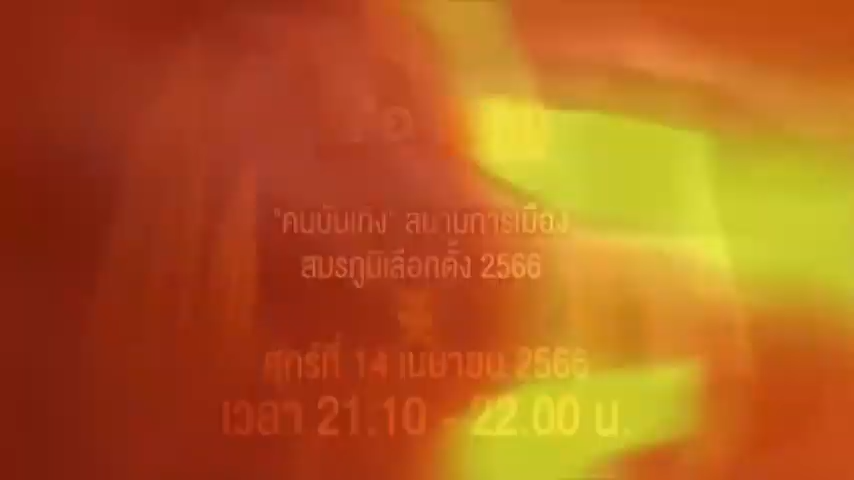 "คนบันเทิง" สนามการเมือง
สมรภูมิเลือกตั้ง 2566
ศุกร์ที่ 14 เมษายน 2566
เวลา 21.10 - 22.00 น.